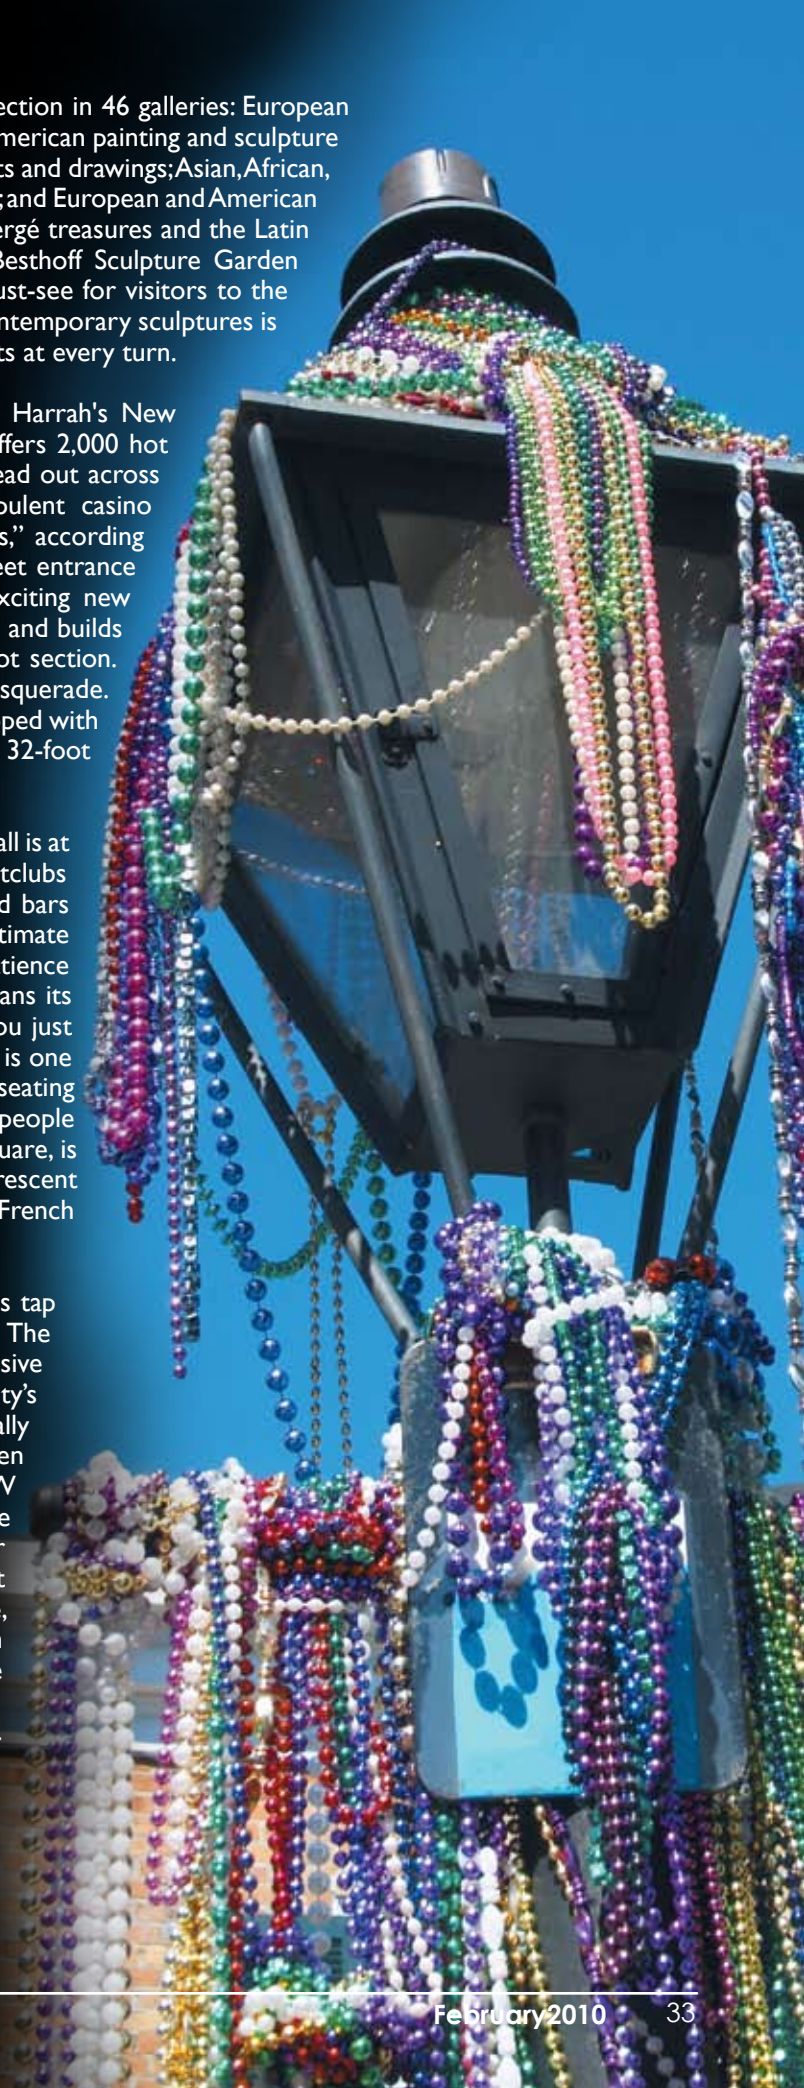 ection in 46 galleries: European
merican painting and sculpture
ts and drawings; Asian, African,
; and European and American
ergé treasures and the Latin
Besthoff Sculpture Garden
ust-see for visitors to the
ntemporary sculptures is
ts at every turn.
Harrah's New
ffers 2,000 hot
ead out across
pulent casino
s,” according
eet entrance
xciting new
and builds
ot section.
squerade.
ped with
32-foot
all is at
tclubs
d bars
timate
tience
ans its
ou just
is one
seating
people
uare, is
rescent
French
s tap
The
sive
ty’s
ally
en
W
e
r
t
,
n
e
.
February2010 33